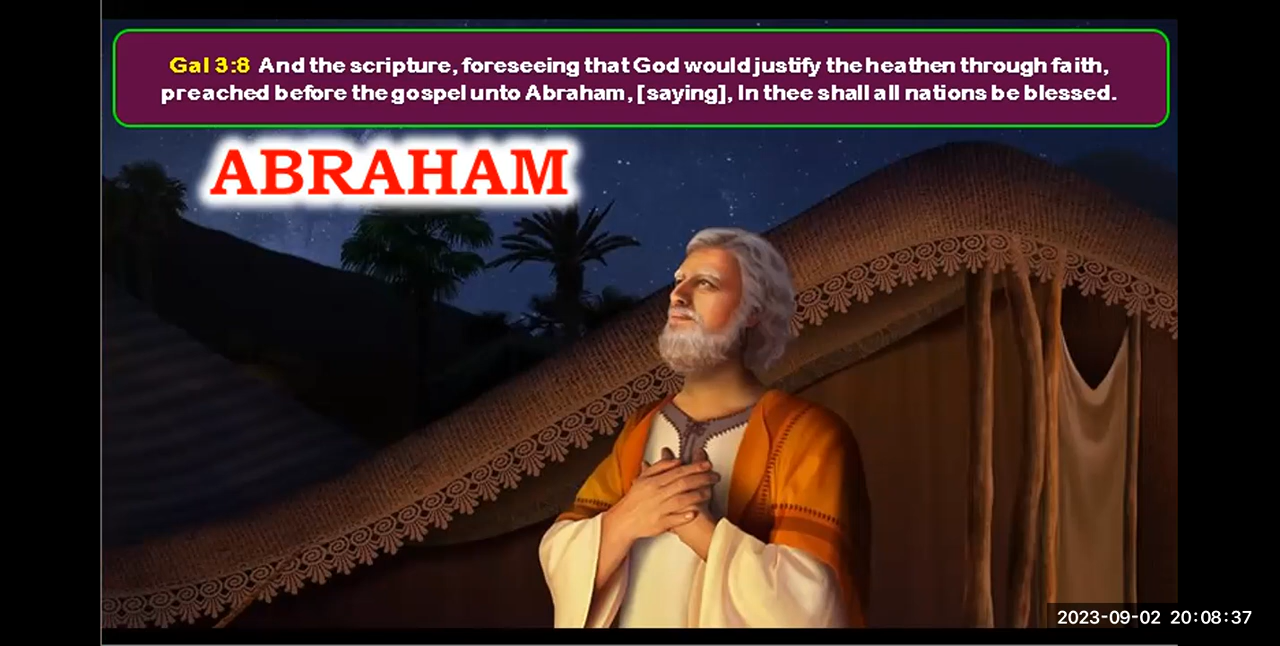 Gal 3:8 And the scripture, foreseeing that God would justify the heathen through faith,
preached before the gospel unto Abraham, [saying], In thee shall all nations be blessed.
ABRAHAM
2023-09-02 20:08:37